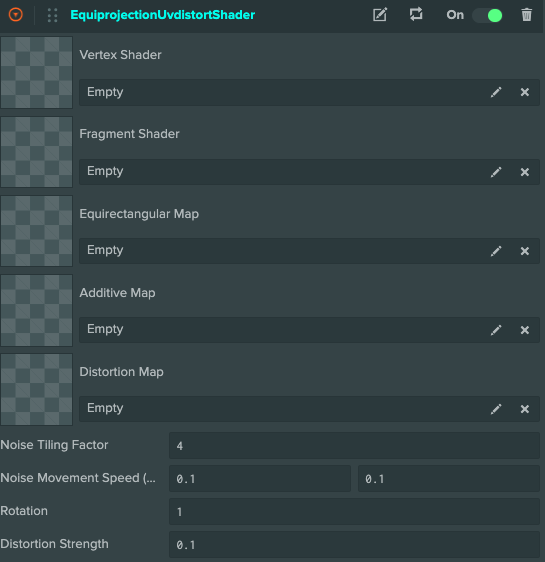 EquiprojectionUvdistortShader
On
Vertex Shader
Empty
Fragment Shader
Empty
Equirectangular Map
Empty
Additive Map
Empty
Distortion Map
Empty
Noise Tiling Factor 4
Noise Movement Speed (... 0.1 0.1
Rotation 1
Distortion Strength 0.1